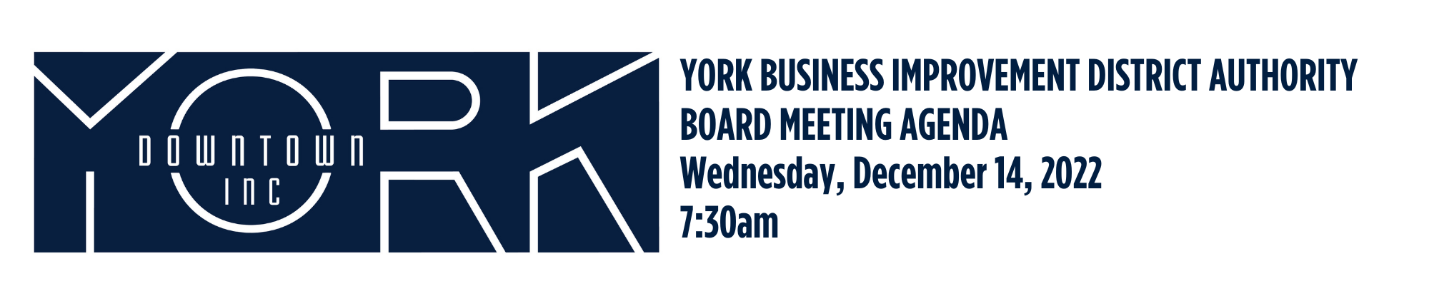 YORK
DOWNTOWN
INC
YORK BUSINESS IMPROVEMENT DISTRICT AUTHORITY
BOARD MEETING AGENDA
Wednesday, December 14, 2022
7:30am